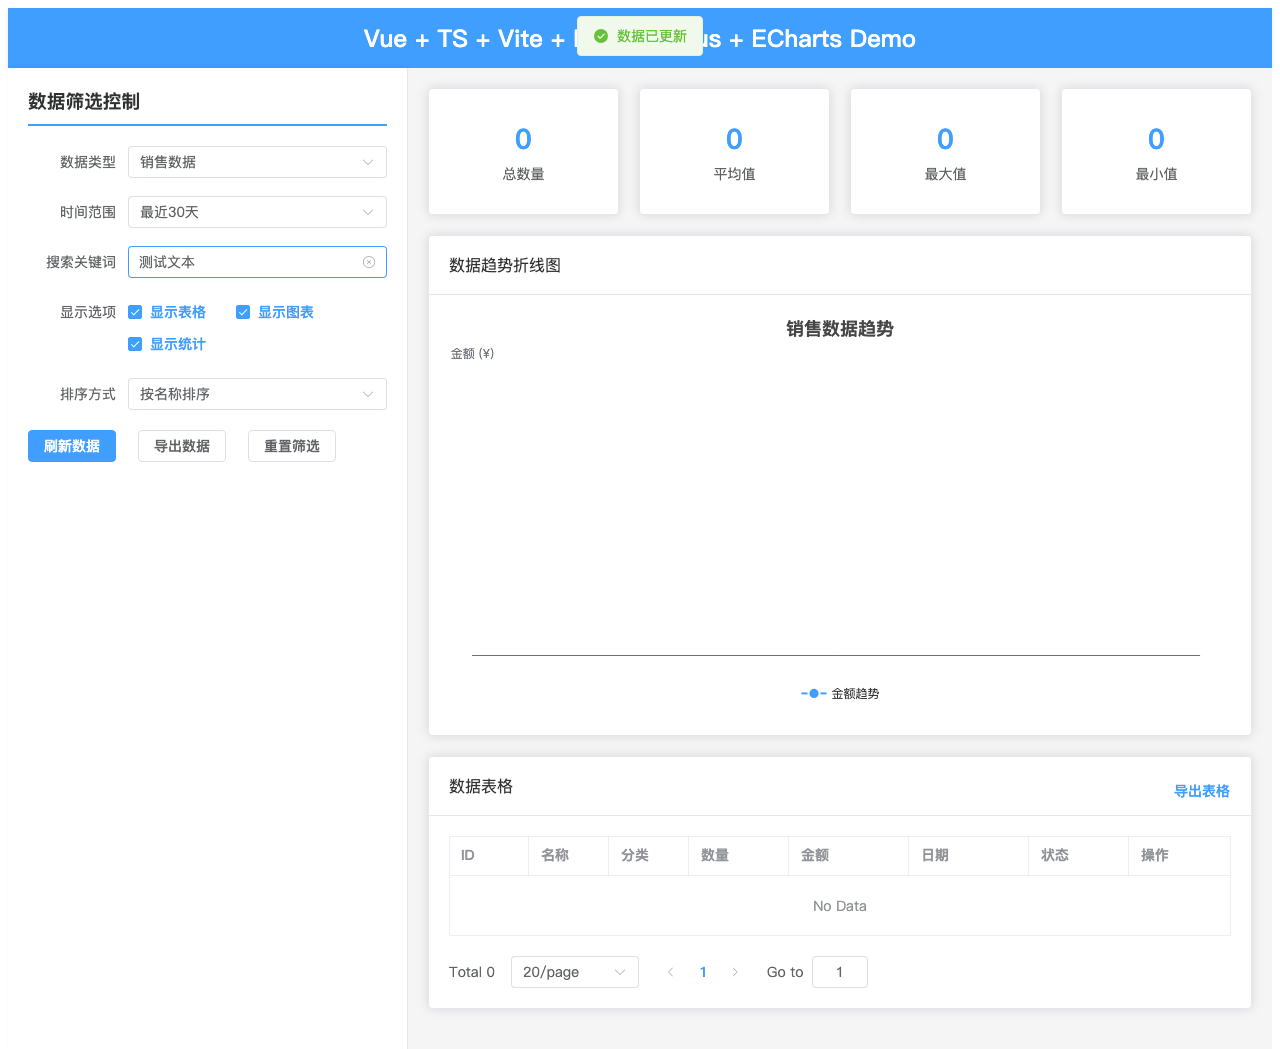 Vue + TS + Vite + us + ECharts Demo
数据已更新
数据筛选控制
数据类型 销售数据
时间范围 最近30天
搜索关键词 测试文本
显示选项 显示表格 显示图表
显示统计
排序方式 按名称排序
刷新数据 导出数据 重置筛选
0 0 0 0
总数量 平均值 最大值 最小值
数据趋势折线图
销售数据趋势
金额 (¥)
金额趋势
数据表格
导出表格
ID 名称 分类 数量 金额 日期 状态 操作
No Data
Total 0 20/page 1 Go to 1